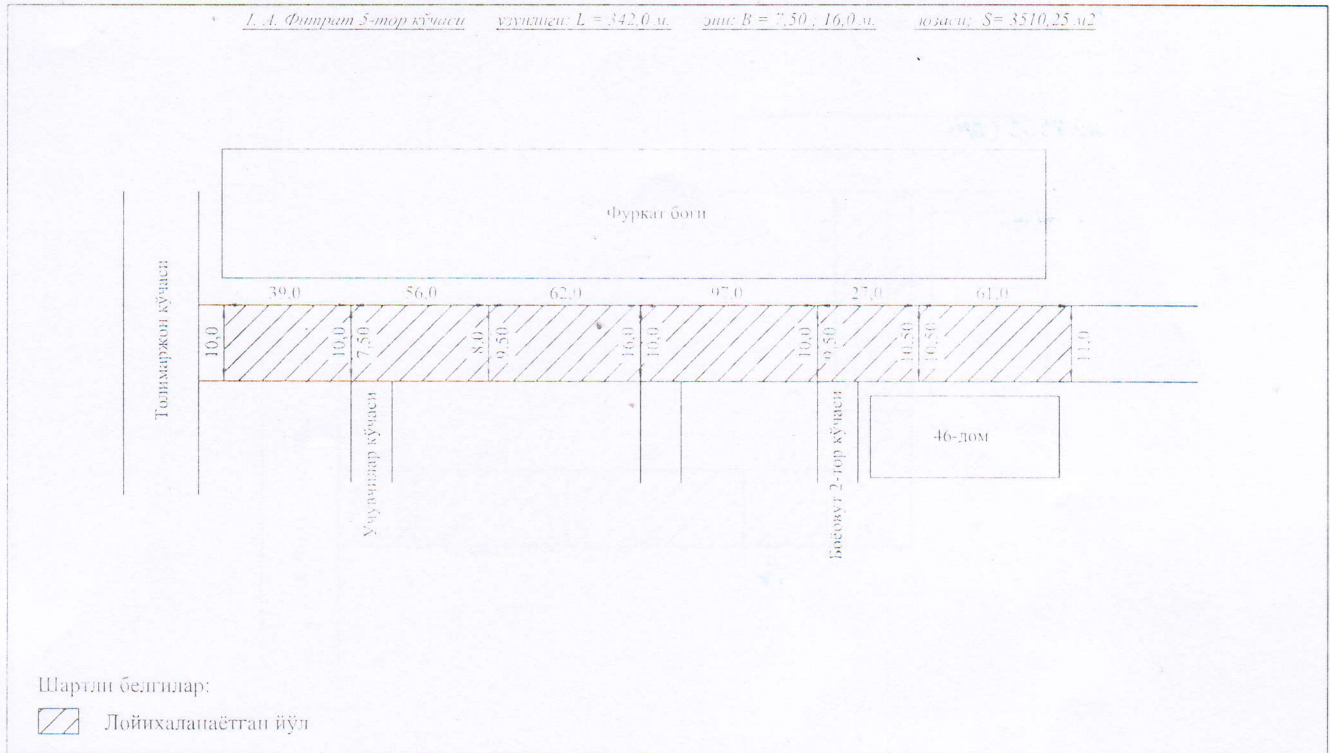 1. А. Фитрат 5-тор кўчаси узунлиги: L = 342,0 м. эни: B = 7,50 ; 16,0 м. юзаси; S= 3510,25 м2
Фуркат боғи
Толимаржон кўчаси
39,0 56,0 62,0 97,0 27,0 61,0
10,0 10,0 7,50 8,0 9,50 16,0 10,0 10,0 9,50 10,50 10,50 11,0
Учувчилар кўчаси
2-тор кўчаси
46-дом
Шартли белгилар:
Лойихаланаётган йўл